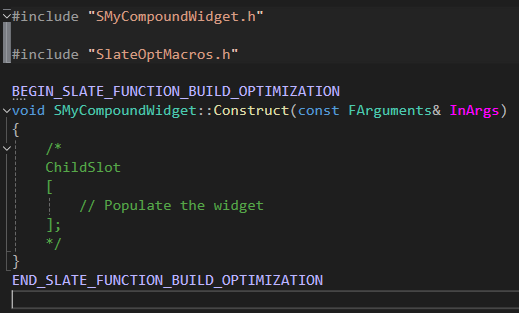 #include "SMyCompoundWidget.h"
#include "SlateOptMacros.h"
BEGIN_SLATE_FUNCTION_BUILD_OPTIMIZATION
void SMyCompoundWidget::Construct(const FArguments& InArgs)
{
/*
ChildSlot
[
// Populate the widget
];
*/
}
END_SLATE_FUNCTION_BUILD_OPTIMIZATION